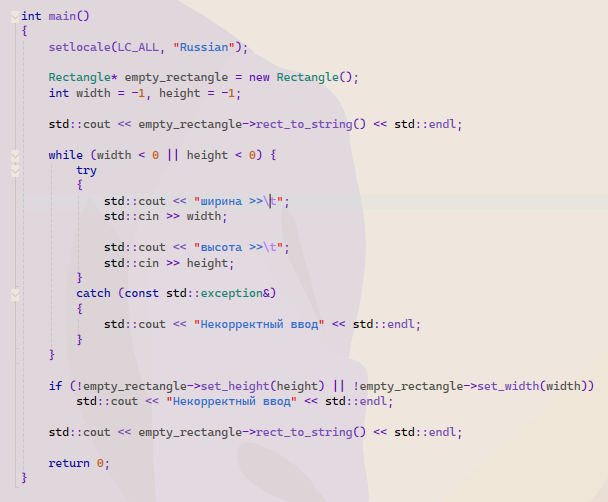 int main()
{
    setlocale(LC_ALL, "Russian");

    Rectangle* empty_rectangle = new Rectangle();
    int width = -1, height = -1;

    std::cout << empty_rectangle->rect_to_string() << std::endl;

    while (width < 0 || height < 0) {
        try
        {
            std::cout << "ширина >>\t";
            std::cin >> width;

            std::cout << "высота >>\t";
            std::cin >> height;
        }
        catch (const std::exception&)
        {
            std::cout << "Некорректный ввод" << std::endl;
        }
    }

    if (!empty_rectangle->set_height(height) || !empty_rectangle->set_width(width))
        std::cout << "Некорректный ввод" << std::endl;

    std::cout << empty_rectangle->rect_to_string() << std::endl;

    return 0;
}